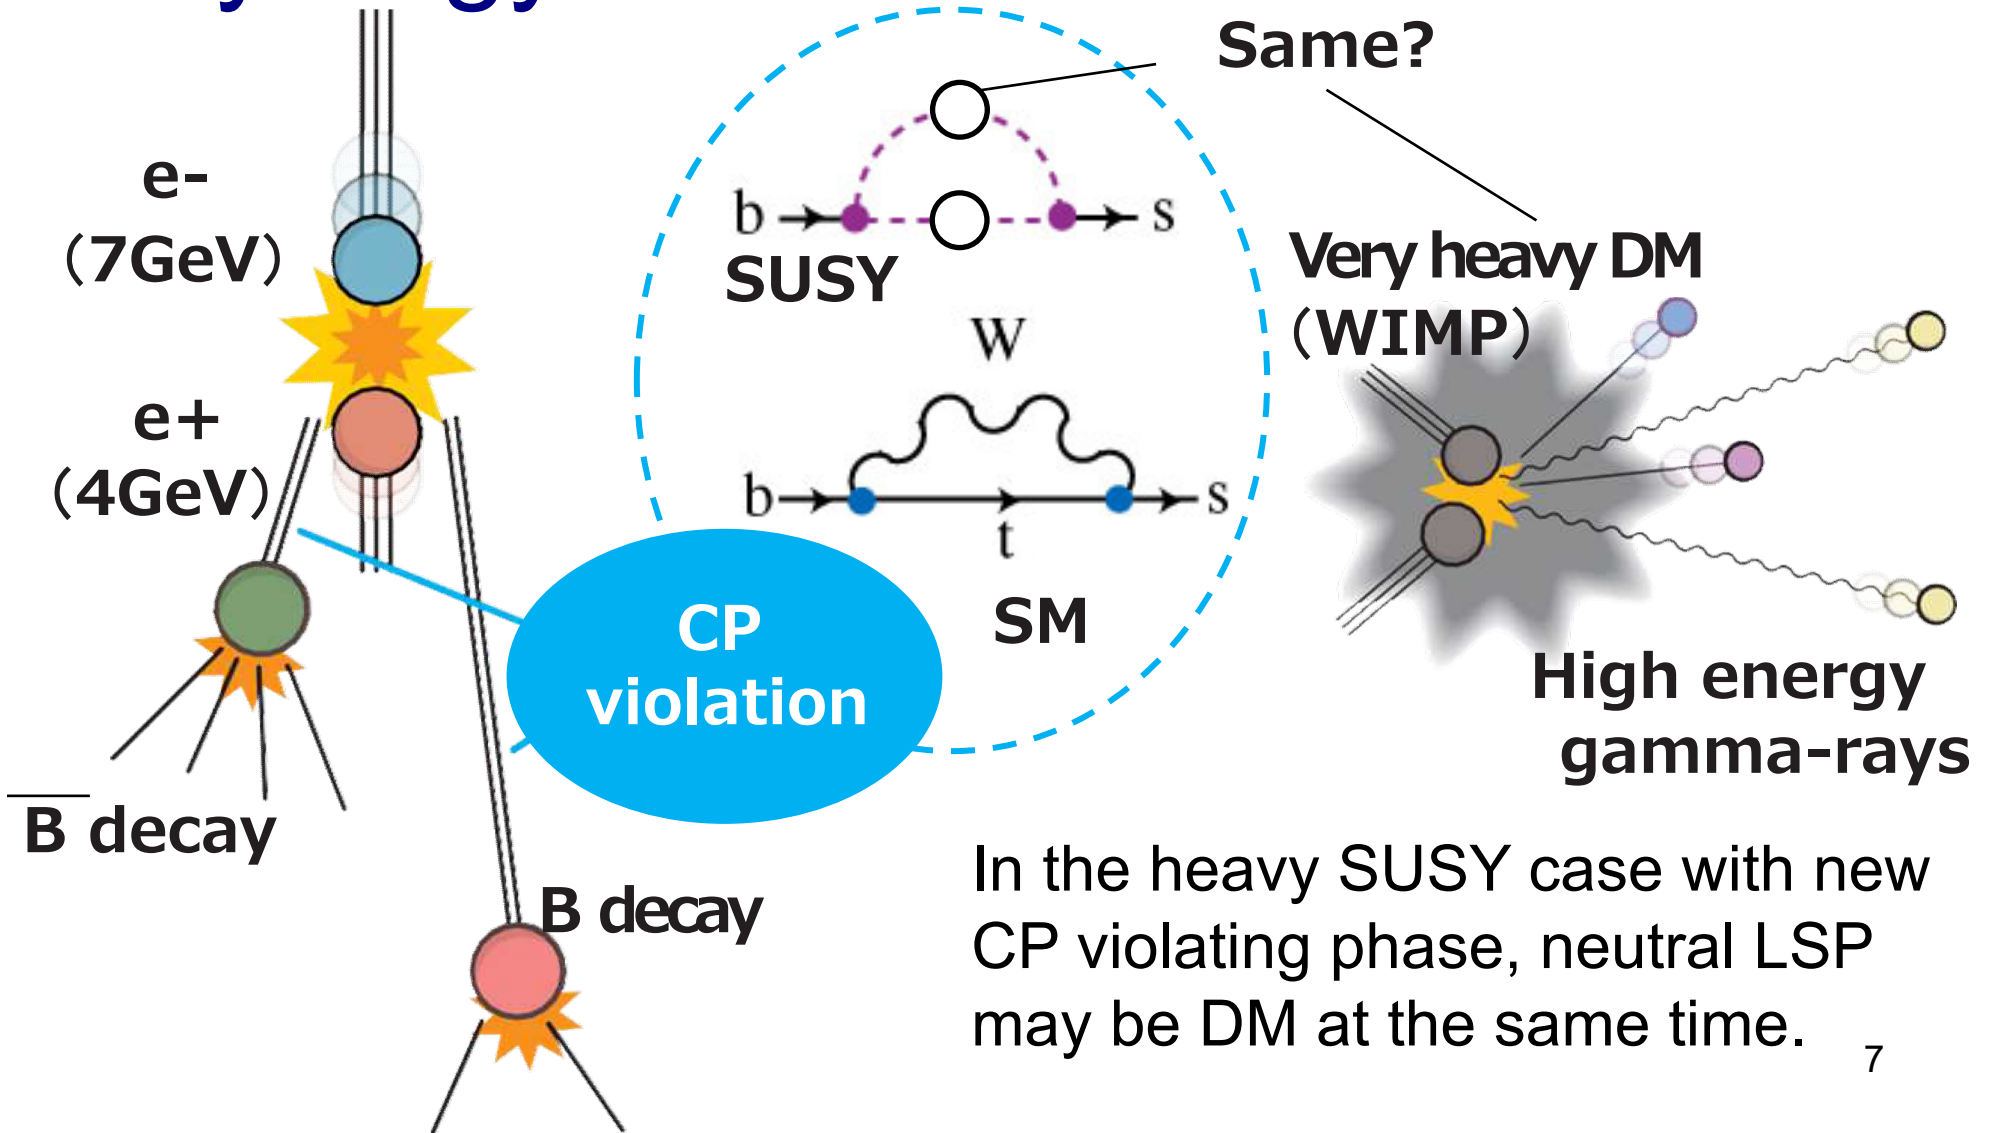 Same?
e-
（7GeV）
b
s
SUSY
Very heavy DM
（WIMP）
W
e+
（4GeV）
b
s
t
SM
CP
violation
High energy
gamma-rays
B decay
B decay
In the heavy SUSY case with new
CP violating phase, neutral LSP
may be DM at the same time.
7